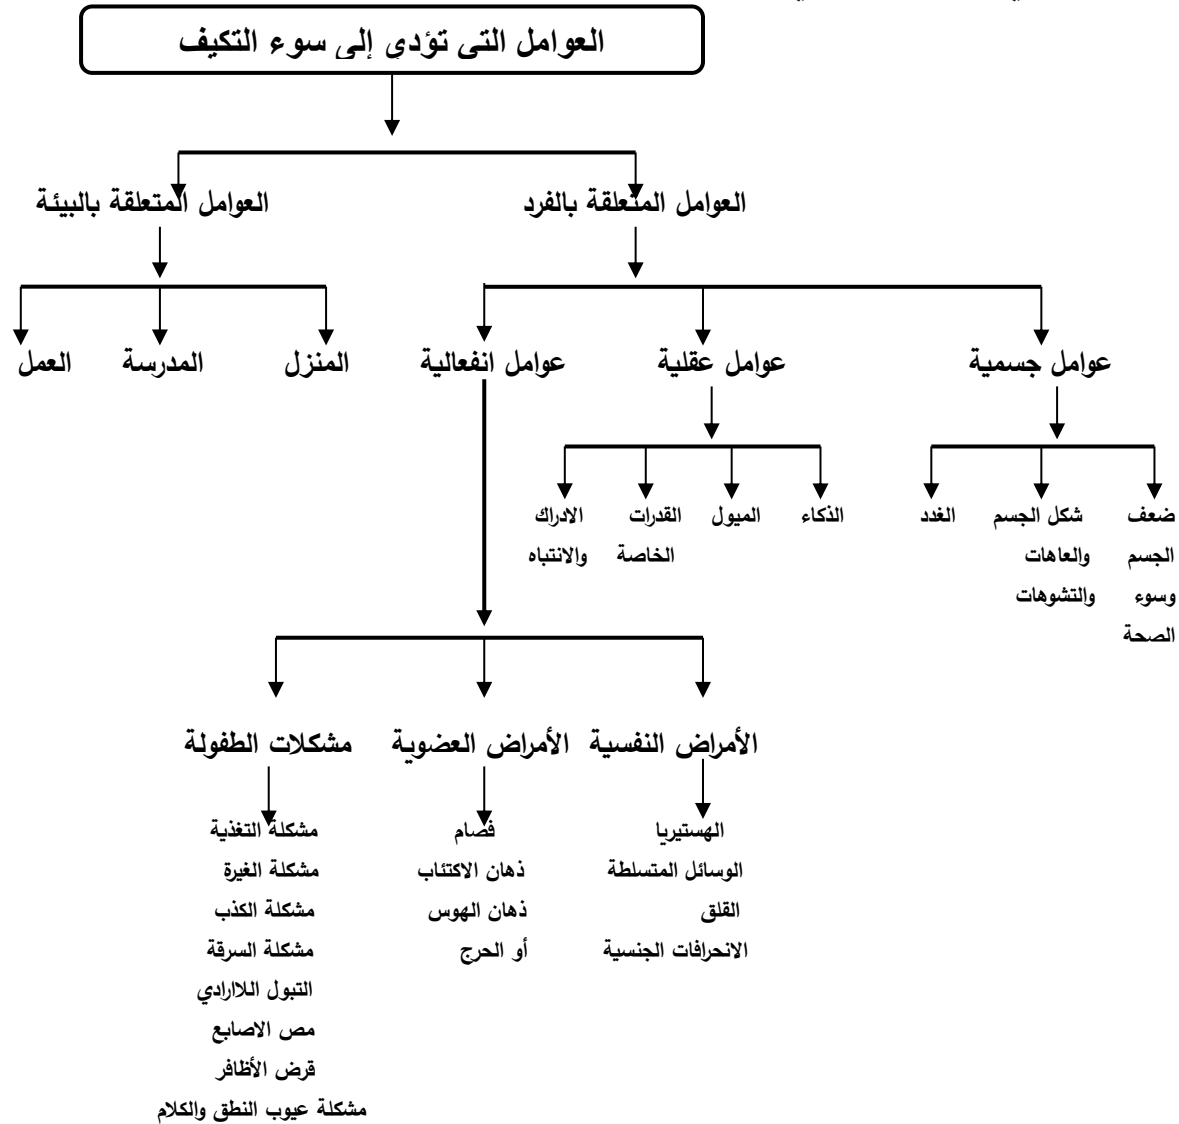 العوامل التى تؤدي إلى سوء التكيف
العوامل المتعلقة بالفرد
العوامل المتعلقة بالبيئة
عوامل جسمية
عوامل عقلية
عوامل انفعالية
المنزل
المدرسة
العمل
ضعف
الجسم
وسوء
الصحة
شكل الجسم
والعاهات
والتشوهات
الغدد
الذكاء
الميول
القدرات
الخاصة
الادراك
والانتباه
الأمراض النفسية
الأمراض العضوية
مشكلات الطفولة
الهستيريا
الوسائل المتسلطة
القلق
الانحرافات الجنسية
فصام
ذهان الاكتئاب
ذهان الهوس
أو الحرج
مشكلة التغذية
مشكلة الغيرة
مشكلة الكذب
مشكلة السرقة
التبول اللاارادي
مص الاصابع
قرض الأظافر
مشكلة عيوب النطق والكلام